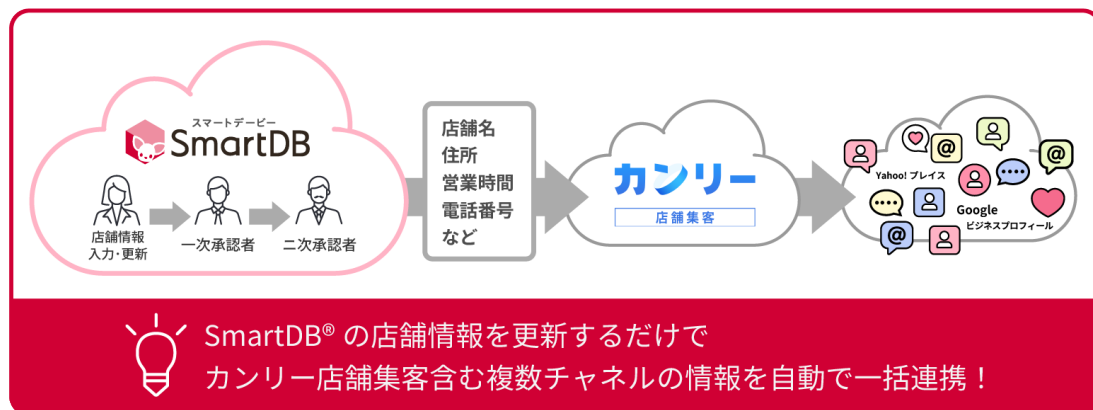 スマートデービー
SmartDB
店舗情報
入力・更新
一次承認者
二次承認者
店舗名
住所
営業時間
電話番号
など
カンリー
店舗集客
@
@
Yahoo! プレイス
Google
ビジネスプロフィール
@
SmartDB® の店舗情報を更新するだけで
カンリー店舗集客含む複数チャネルの情報を自動で一括連携！